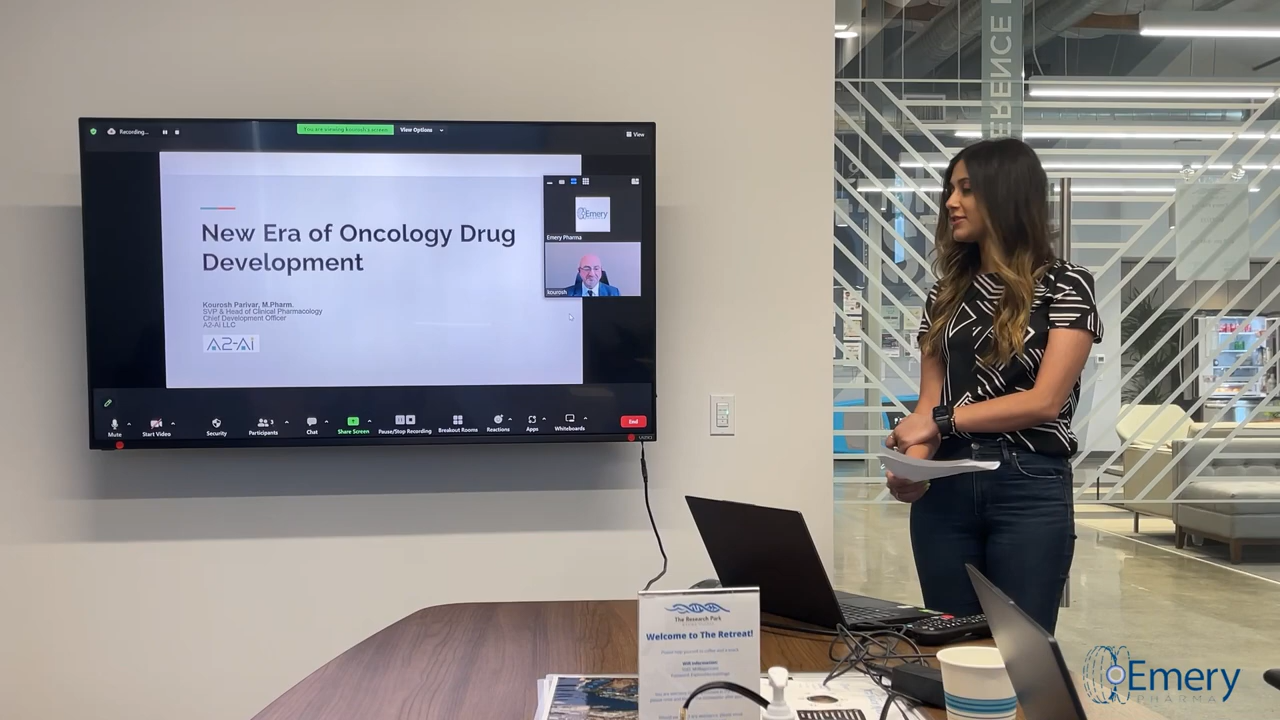 Recording...
You are viewing kourosh's screen
View Options
View
New Era of Oncology Drug
Development
Kourosh Parivar, M.Pharm.
SVP & Head of Clinical Pharmacology
Chief Development Officer
A2-Ai LLC
A2-Ai
Emery
Emery Pharma
kourosh
Mute
Start Video
Security
Participants
Chat
Share Screen
Pause/Stop Recording
Breakout Rooms
Reactions
Apps
Whiteboards
End
ERENCE
The Research Park
Welcome to The Retreat!
Emery
PHARMA